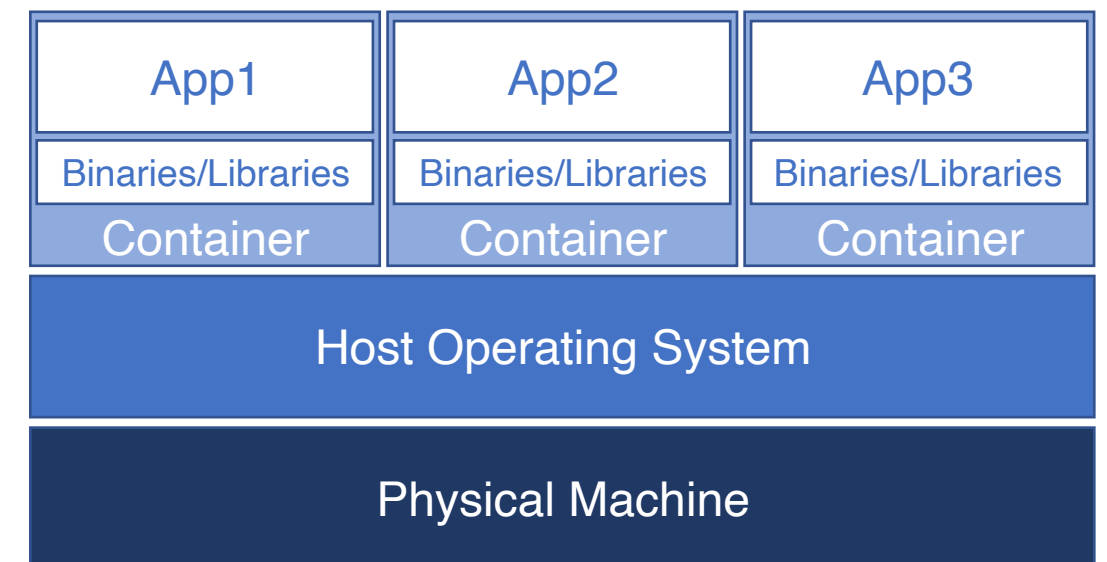 App1
App2
App3
Binaries/Libraries
Binaries/Libraries
Binaries/Libraries
Container
Container
Container
Host Operating System
Physical Machine